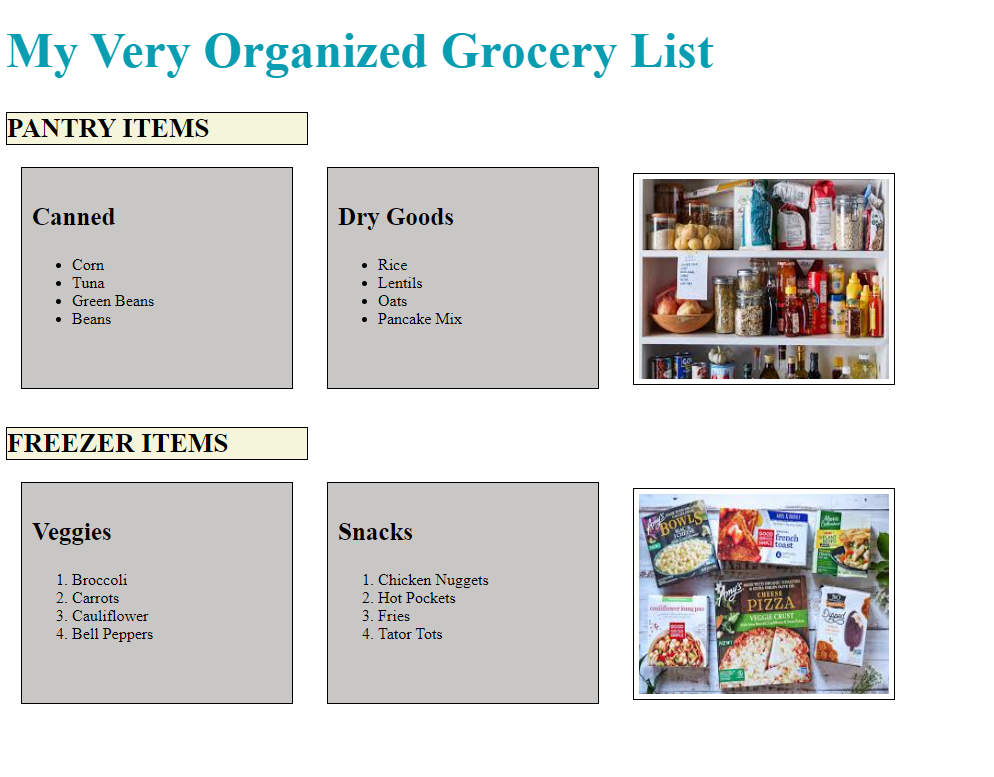 My Very Organized Grocery List
PANTRY ITEMS
Canned
• Corn
• Tuna
• Green Beans
• Beans
Dry Goods
• Rice
• Lentils
• Oats
• Pancake Mix
FREEZER ITEMS
Veggies
1. Broccoli
2. Carrots
3. Cauliflower
4. Bell Peppers
Snacks
1. Chicken Nuggets
2. Hot Pockets
3. Fries
4. Tator Tots
Amy's
BOWLS
french
toast
cauliflower kung pao
Amy's
CHEESE
PIZZA
VEGGIE CRUST
Dipped